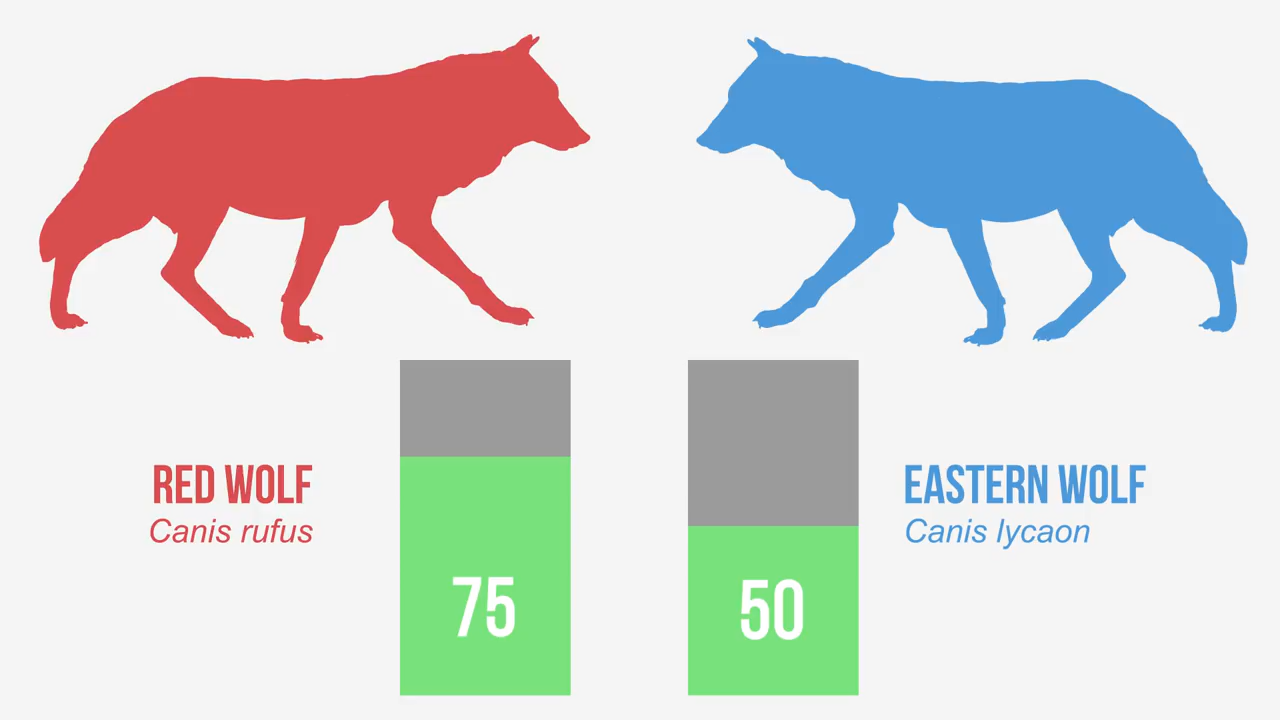 RED WOLF
Canis rufus
75
50
EASTERN WOLF
Canis lycaon